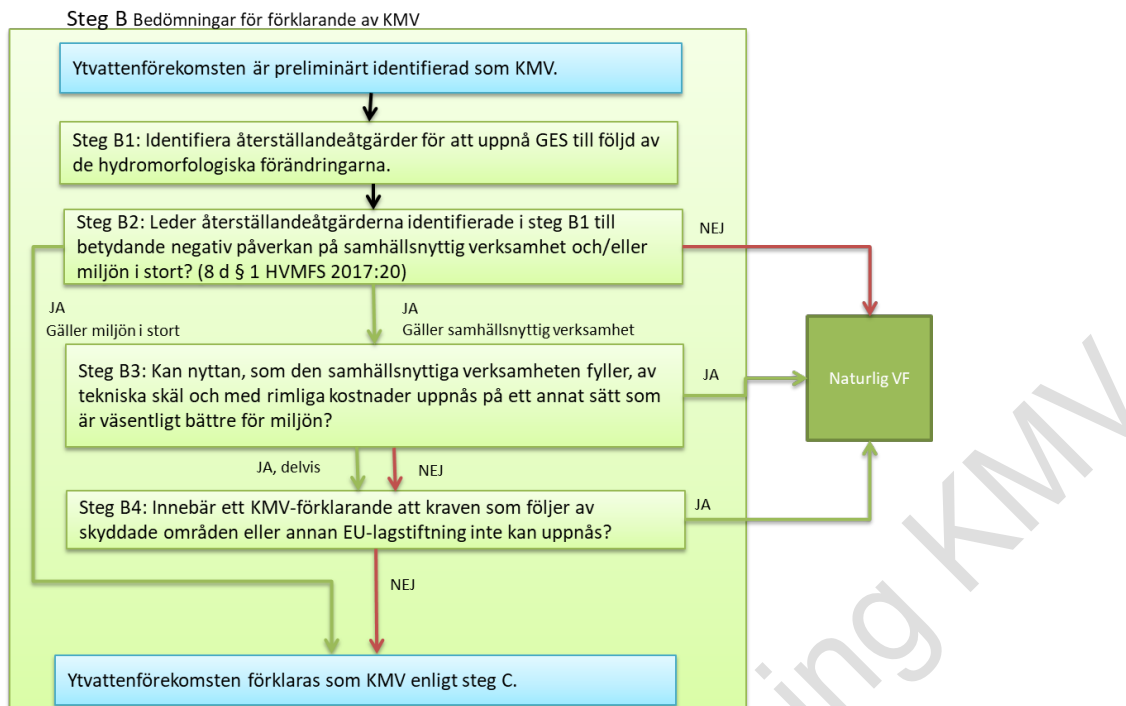 Steg B Bedömningar för förklarande av KMV
Ytvattenförekomsten är preliminärt identifierad som KMV.
Steg B1: Identifiera återställandeåtgärder för att uppnå GES till följd av
de hydromorfologiska förändringarna.
Steg B2: Leder återställandeåtgärderna identifierade i steg B1 till
betydande negativ påverkan på samhällsnyttig verksamhet och/eller
miljön i stort? (8 d § 1 HVMFS 2017:20)
NEJ
JA
Gäller miljön i stort
JA
Gäller samhällsnyttig verksamhet
Steg B3: Kan nyttan, som den samhällsnyttiga verksamheten fyller, av
tekniska skäl och med rimliga kostnader uppnås på ett annat sätt som
är väsentligt bättre för miljön?
JA
Naturlig VF
JA, delvis
NEJ
Steg B4: Innebär ett KMV-förklarande att kraven som följer av
skyddade områden eller annan EU-lagstiftning inte kan uppnås?
JA
NEJ
Ytvattenförekomsten förklaras som KMV enligt steg C.
ing KMV